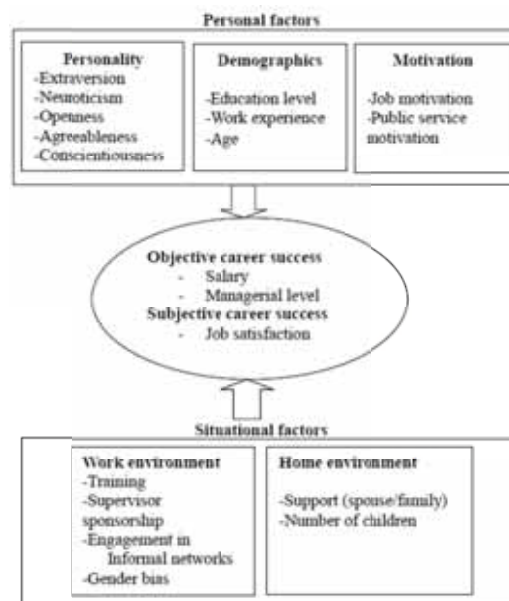 Personal factors
Personality
-Extraversion
-Neuroticism
-Openness
-Agreeableness
-Conscientiousness
Demographics
-Education level
-Work experience
-Age
Motivation
-Job motivation
-Public service
motivation
Objective career success
- Salary
- Managerial level
Subjective career success
- Job satisfaction
Situational factors
Work environment
-Training
-Supervisor
sponsorship
-Engagement in
Informal networks
-Gender bias
Home environment
-Support (spouse/family)
-Number of children